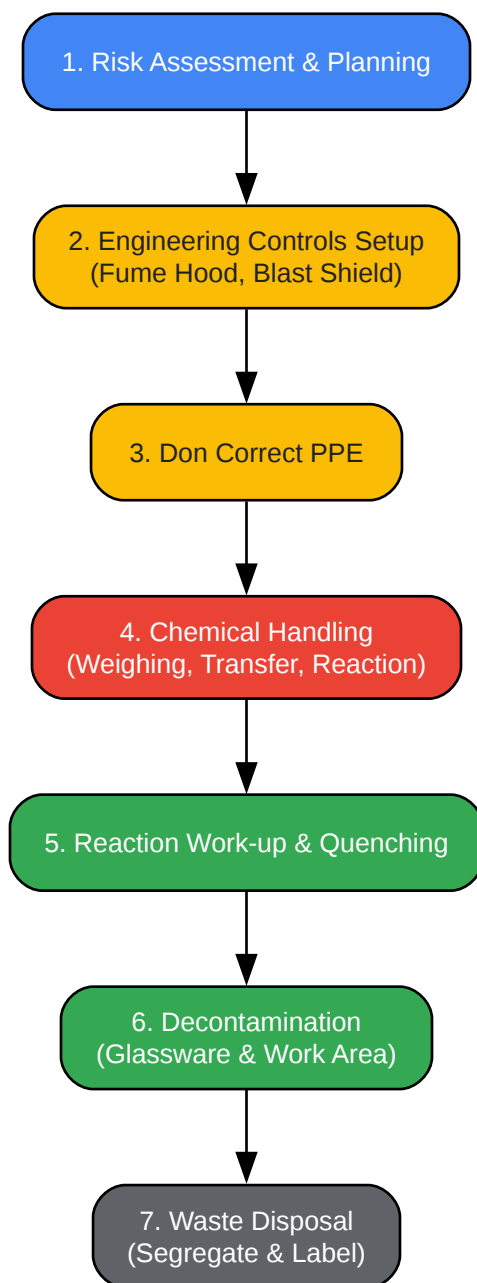 1. Risk Assessment & Planning
2. Engineering Controls Setup
(Fume Hood, Blast Shield)
3. Don Correct PPE
4. Chemical Handling
(Weighing, Transfer, Reaction)
5. Reaction Work-up & Quenching
6. Decontamination
(Glassware & Work Area)
7. Waste Disposal
(Segregate & Label)